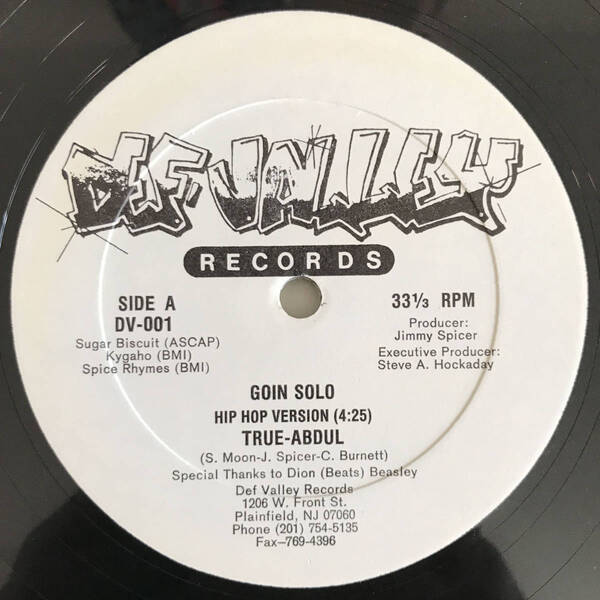 DEF VALLEY
RECORDS
SIDE A
DV-001
Sugar Biscuit (ASCAP)
Kygaho (BMI)
Spice Rhymes (BMI)
33 1/3 RPM
Producer:
Jimmy Spicer
Executive Producer:
Steve A. Hockaday
GOIN SOLO
HIP HOP VERSION (4:25)
TRUE-ABDUL
(S. Moon-J. Spicer-C. Burnett)
Special Thanks to Dion (Beats) Beasley
Def Valley Records
1206 W. Front St.
Plainfield, NJ 07060
Phone (201) 754-5135
Fax-769-4396